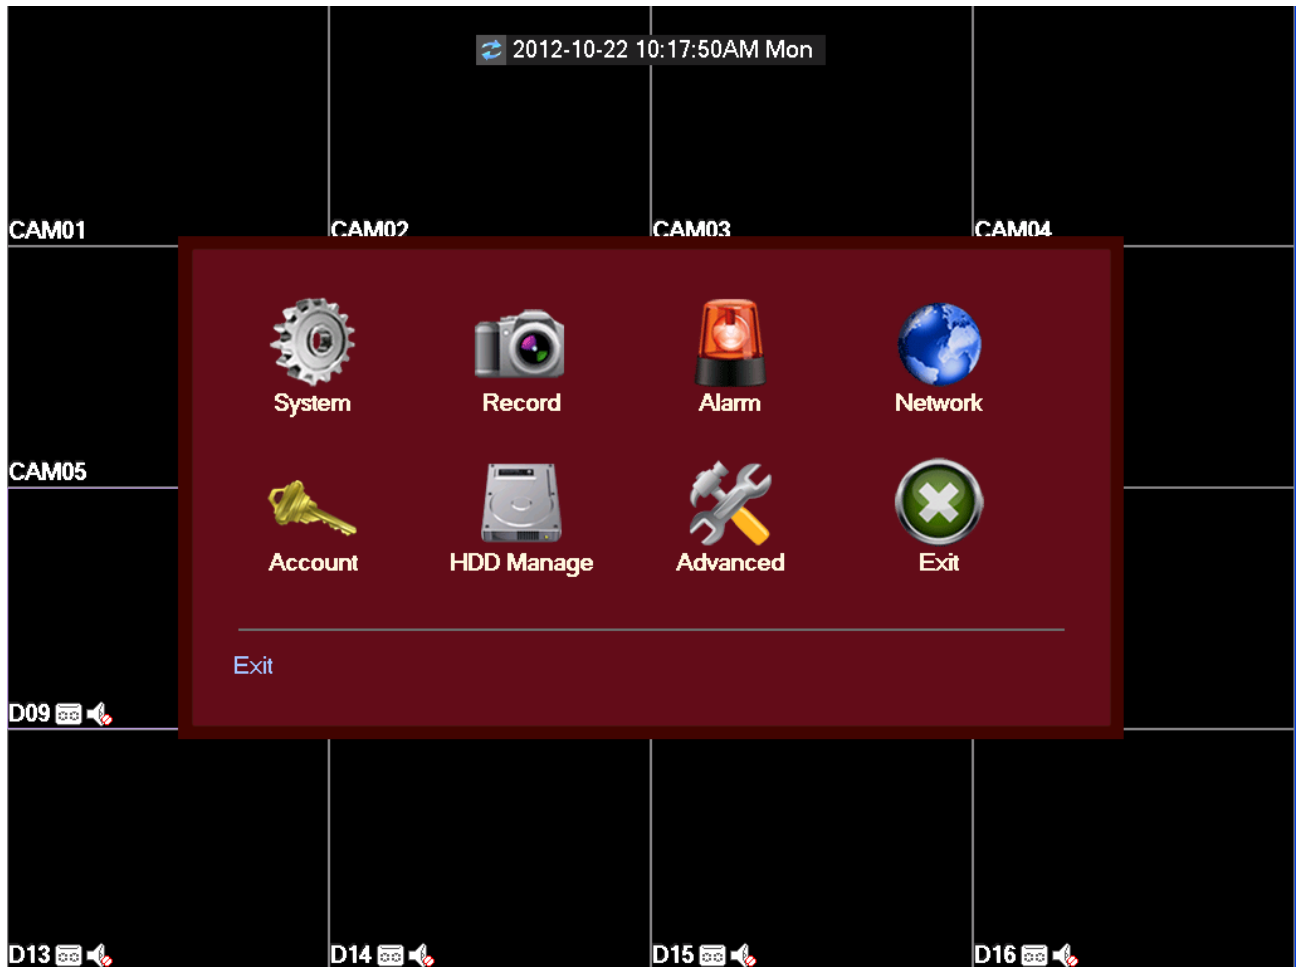 2012-10-22 10:17:50AM Mon
CAM01 CAM02 CAM03 CAM04
System Record Alarm Network
CAM05
Account HDD Manage Advanced Exit
Exit
D09
D13 D14 D15 D16